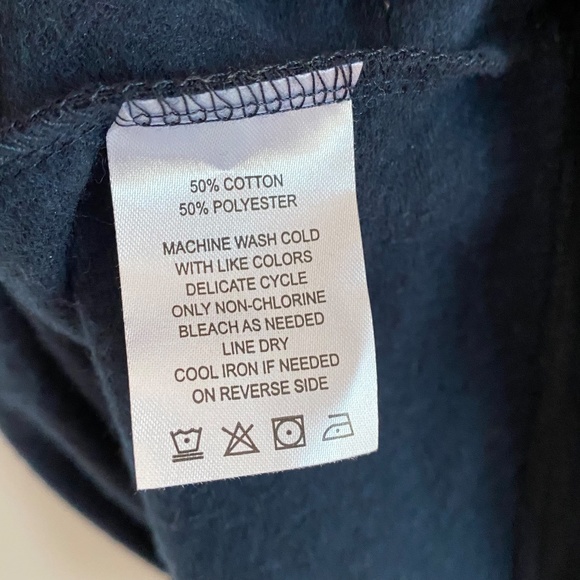 50% COTTON
50% POLYESTER
MACHINE WASH COLD
WITH LIKE COLORS
DELICATE CYCLE
ONLY NON-CHLORINE
BLEACH AS NEEDED
LINE DRY
COOL IRON IF NEEDED
ON REVERSE SIDE